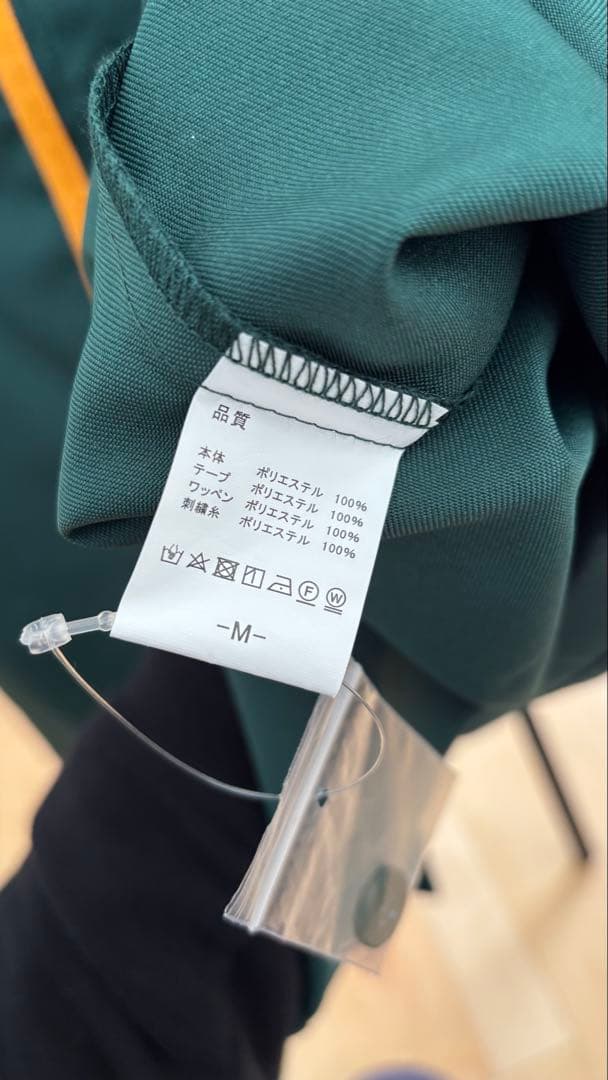 品質
本体 ポリエステル 100%
テープ ポリエステル 100%
ワッペン ポリエステル 100%
刺繍糸 ポリエステル 100%
F W
-M-